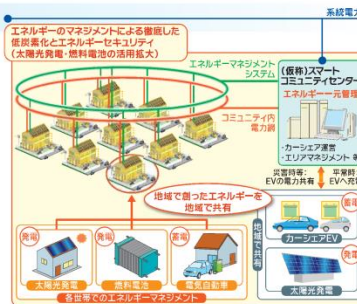 系統電力
エネルギーのマネジメントによる徹底した
低炭素化とエネルギーセキュリティ
(太陽光発電・燃料電池の活用拡大)
エネルギーマネジメント
システム
(仮称)スマート
コミュニティセンター
エネルギー一元管理
コミュニティ内
電力網
・カーシェア運営
・エリアマネジメント 等
災害時等:
EVの電力共有
平常時
EVへ充
地域で創ったエネルギーを
地域で共有
発電
太陽光発電
発電
燃料電池
蓄電
電気自動車
各世帯でのエネルギーマネジメント
地域で共有
蓄電
カーシェアEV
発電
太陽光発電